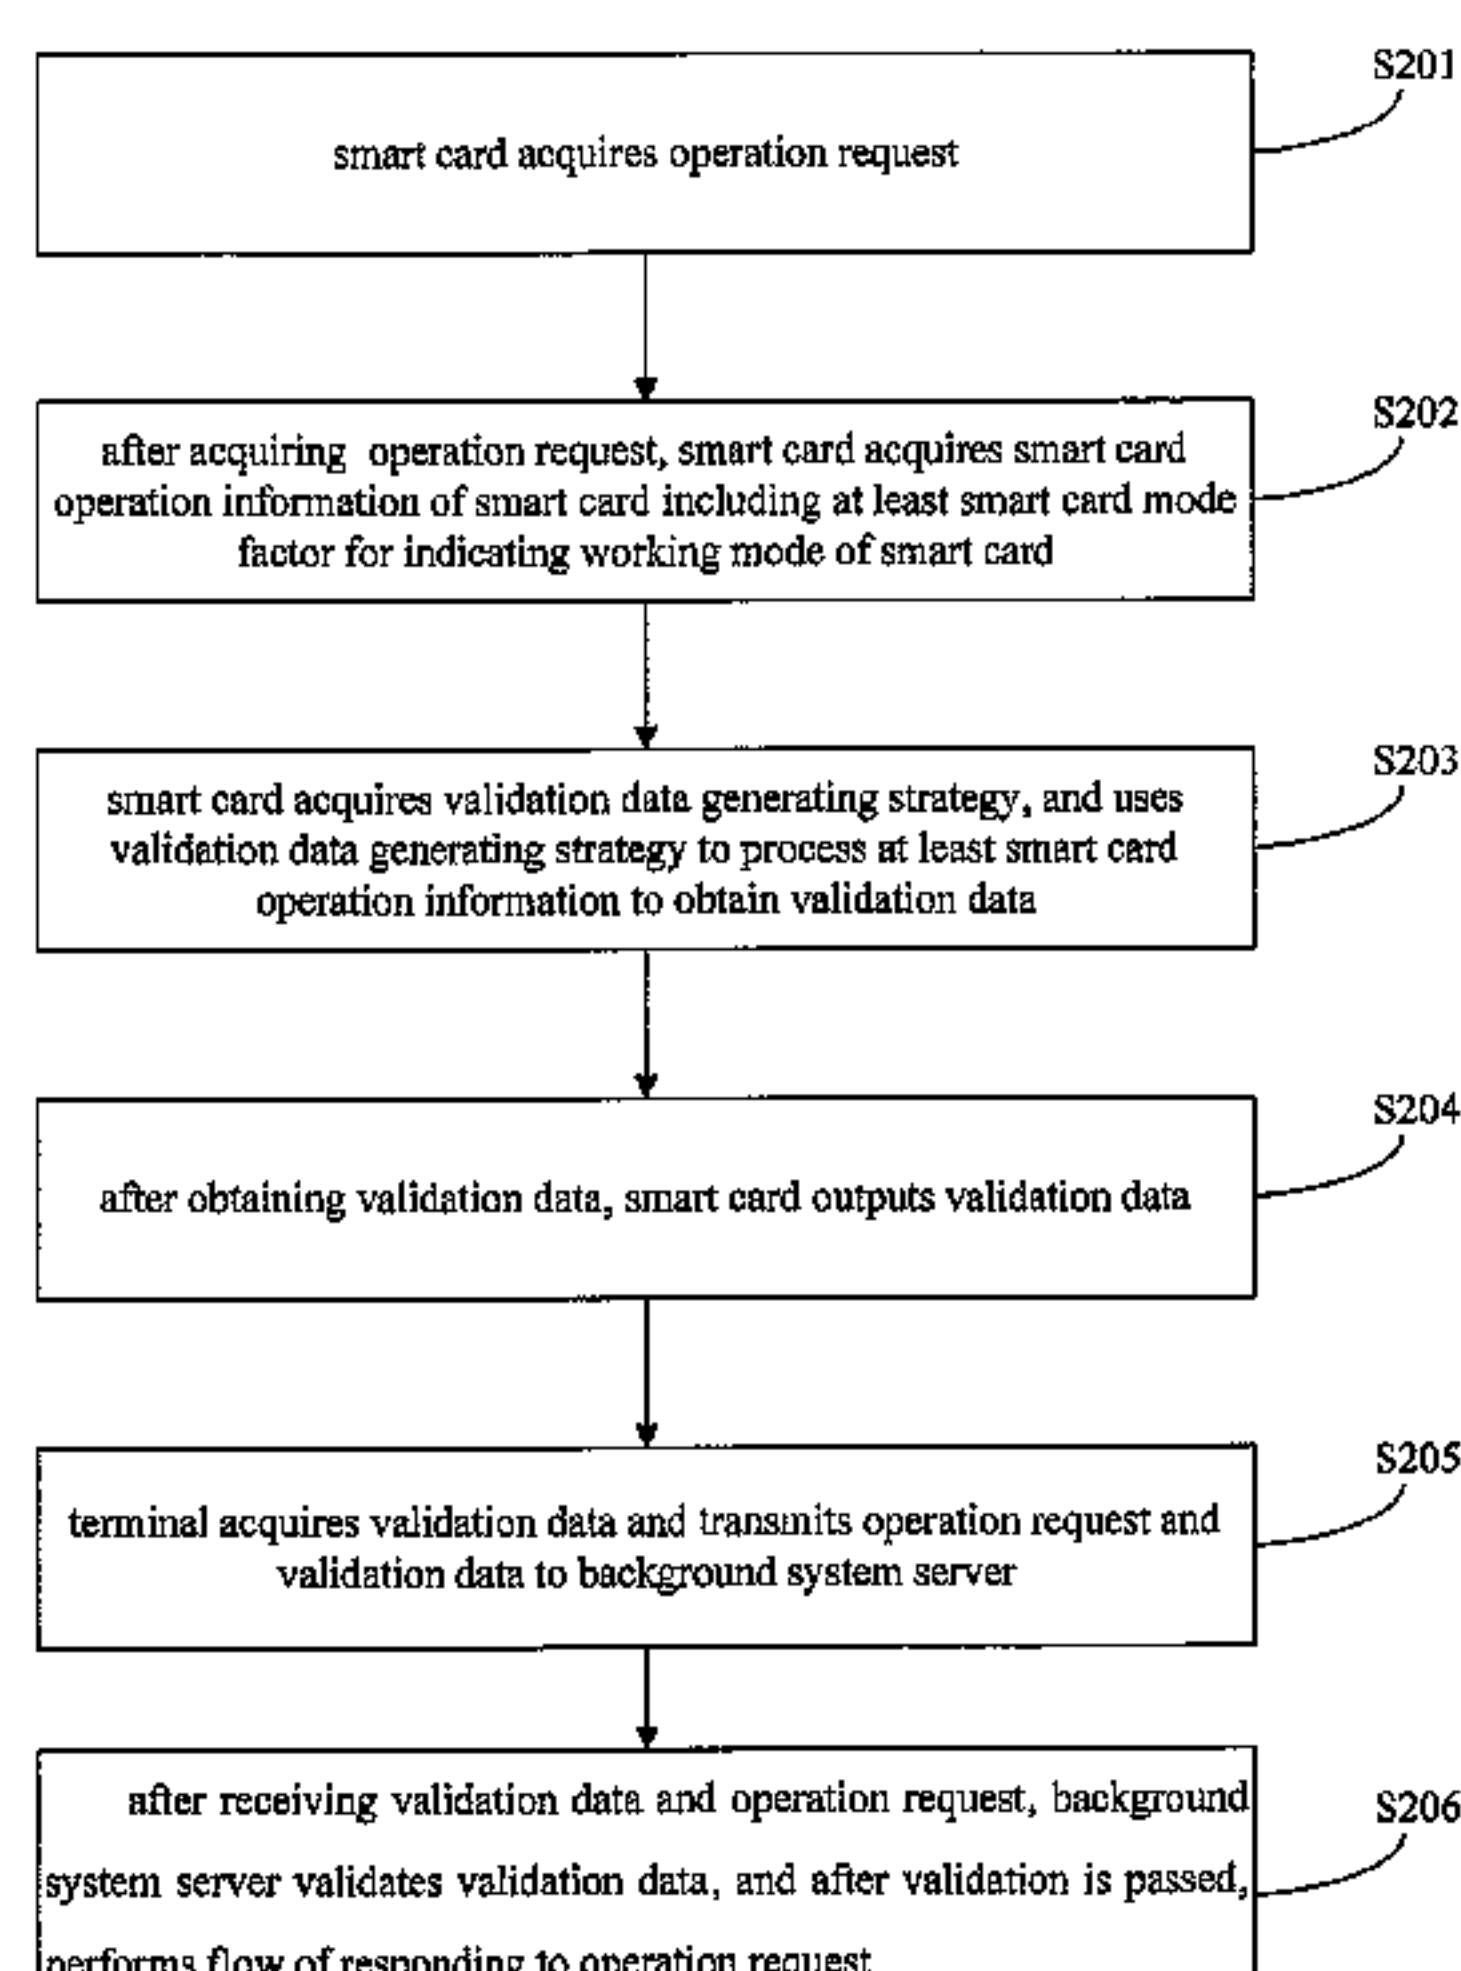 S201
smart card acquires operation request
S202
after acquiring operation request, smart card acquires smart card
operation information of smart card including at least smart card mode
factor for indicating working mode of smart card
S203
smart card acquires validation data generating strategy, and uses
validation data generating strategy to process at least smart card
operation information to obtain validation data
S204
after obtaining validation data, smart card outputs validation data
S205
terminal acquires validation data and transmits operation request and
validation data to background system server
S206
after receiving validation data and operation request, background
system server validates validation data, and after validation is passed,
performs flow of responding to operation request